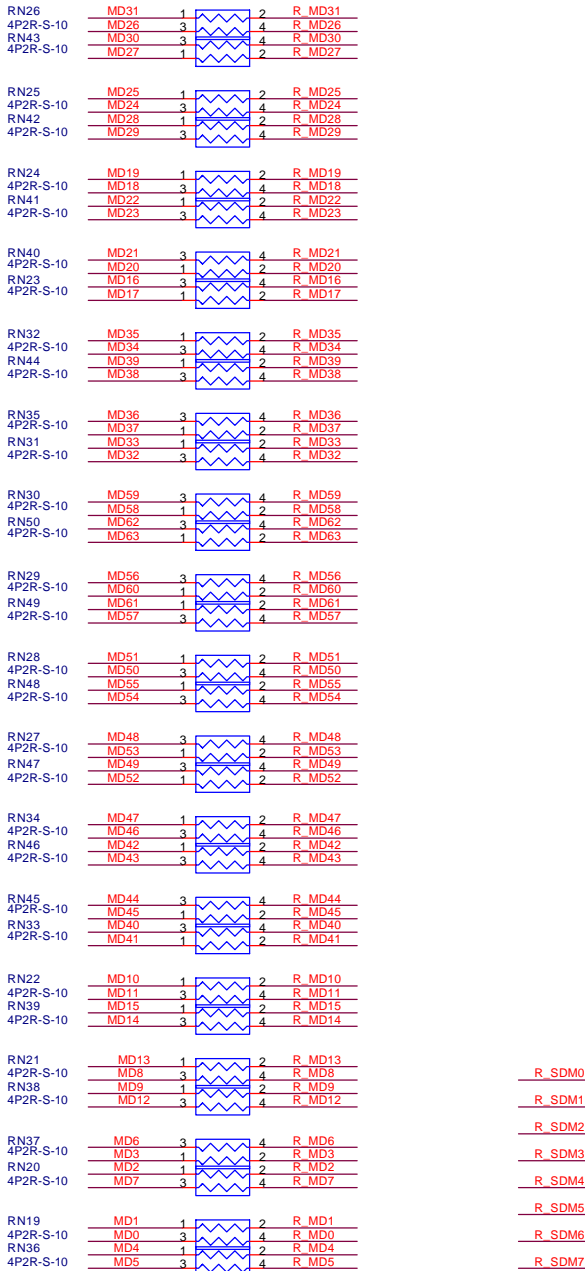 RN26 MD31 1 2 R_MD31
4P2R-S-10 MD26 3 4 R_MD26
RN43 MD30 3 4 R_MD30
4P2R-S-10 MD27 1 2 R_MD27
RN25 MD25 1 2 R_MD25
4P2R-S-10 MD24 3 4 R_MD24
RN42 MD28 1 2 R_MD28
4P2R-S-10 MD29 3 4 R_MD29
RN24 MD19 1 2 R_MD19
4P2R-S-10 MD18 3 4 R_MD18
RN41 MD22 1 2 R_MD22
4P2R-S-10 MD23 3 4 R_MD23
RN40 MD21 3 4 R_MD21
4P2R-S-10 MD20 1 2 R_MD20
RN23 MD16 3 4 R_MD16
4P2R-S-10 MD17 1 2 R_MD17
RN32 MD35 1 2 R_MD35
4P2R-S-10 MD34 3 4 R_MD34
RN44 MD39 1 2 R_MD39
4P2R-S-10 MD38 3 4 R_MD38
RN35 MD36 3 4 R_MD36
4P2R-S-10 MD37 1 2 R_MD37
RN31 MD33 1 2 R_MD33
4P2R-S-10 MD32 3 4 R_MD32
RN30 MD59 3 4 R_MD59
4P2R-S-10 MD58 1 2 R_MD58
RN50 MD62 3 4 R_MD62
4P2R-S-10 MD63 1 2 R_MD63
RN29 MD56 3 4 R_MD56
4P2R-S-10 MD60 1 2 R_MD60
RN49 MD61 1 2 R_MD61
4P2R-S-10 MD57 3 4 R_MD57
RN28 MD51 1 2 R_MD51
4P2R-S-10 MD50 3 4 R_MD50
RN48 MD55 1 2 R_MD55
4P2R-S-10 MD54 3 4 R_MD54
RN27 MD48 3 4 R_MD48
4P2R-S-10 MD53 1 2 R_MD53
RN47 MD49 3 4 R_MD49
4P2R-S-10 MD52 1 2 R_MD52
RN34 MD47 1 2 R_MD47
4P2R-S-10 MD46 3 4 R_MD46
RN46 MD42 1 2 R_MD42
4P2R-S-10 MD43 3 4 R_MD43
RN45 MD44 3 4 R_MD44
4P2R-S-10 MD45 1 2 R_MD45
RN33 MD40 3 4 R_MD40
4P2R-S-10 MD41 1 2 R_MD41
RN22 MD10 1 2 R_MD10
4P2R-S-10 MD11 3 4 R_MD11
RN39 MD15 1 2 R_MD15
4P2R-S-10 MD14 3 4 R_MD14
RN21 MD13 1 2 R_MD13
4P2R-S-10 MD8 3 4 R_MD8 R_SDM0
RN38 MD9 1 2 R_MD9
4P2R-S-10 MD12 3 4 R_MD12 R_SDM1
R_SDM2
RN37 MD6 3 4 R_MD6
4P2R-S-10 MD3 1 2 R_MD3 R_SDM3
RN20 MD2 1 2 R_MD2
4P2R-S-10 MD7 3 4 R_MD7 R_SDM4
R_SDM5
RN19 MD1 1 2 R_MD1
4P2R-S-10 MD0 3 4 R_MD0 R_SDM6
RN36 MD4 1 2 R_MD4
4P2R-S-10 MD5 3 4 R_MD5 R_SDM7